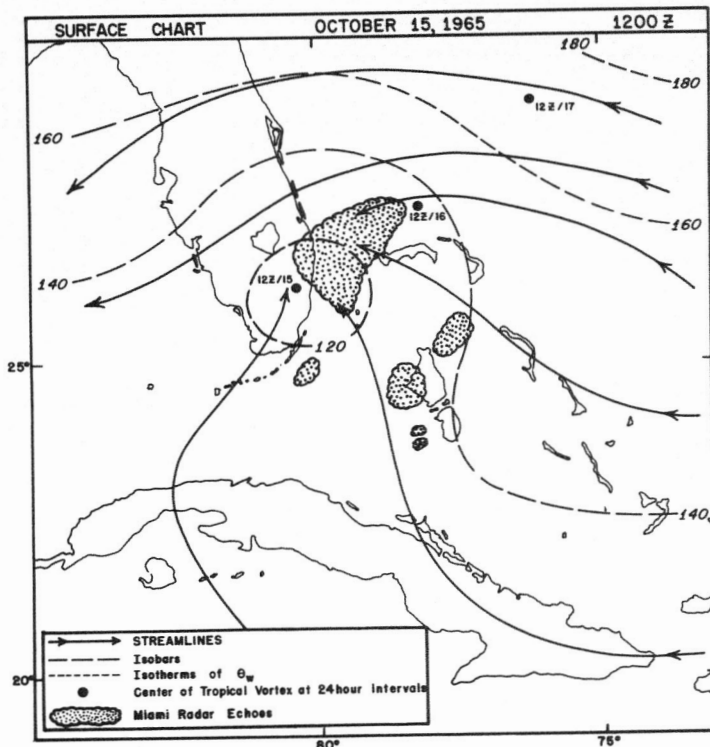 SURFACE CHART OCTOBER 15, 1965 1200 Z
180
180
160
12Z/17
160
12Z/16
140
12Z/15
120
25°
140
STREAMLINES
Isobars
Isotherms of θw
Center of Tropical Vortex at 24 hour intervals
Miami Radar Echoes
20°
80° 75°